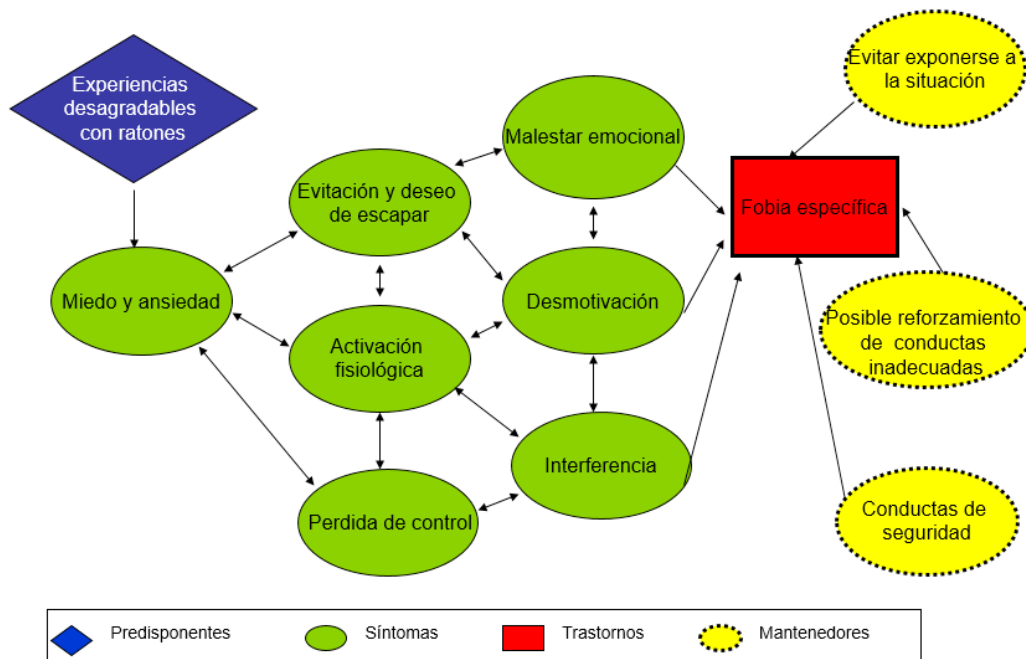 Experiencias
desagradables
con ratones
Miedo y ansiedad
Evitación y deseo
de escapar
Activación
fisiológica
Perdida de control
Malestar emocional
Desmotivación
Interferencia
Fobia específica
Evitar exponerse a
la situación
Posible reforzamiento
de conductas
inadecuadas
Conductas de
seguridad
Predisponentes
Síntomas
Trastornos
Mantenedores